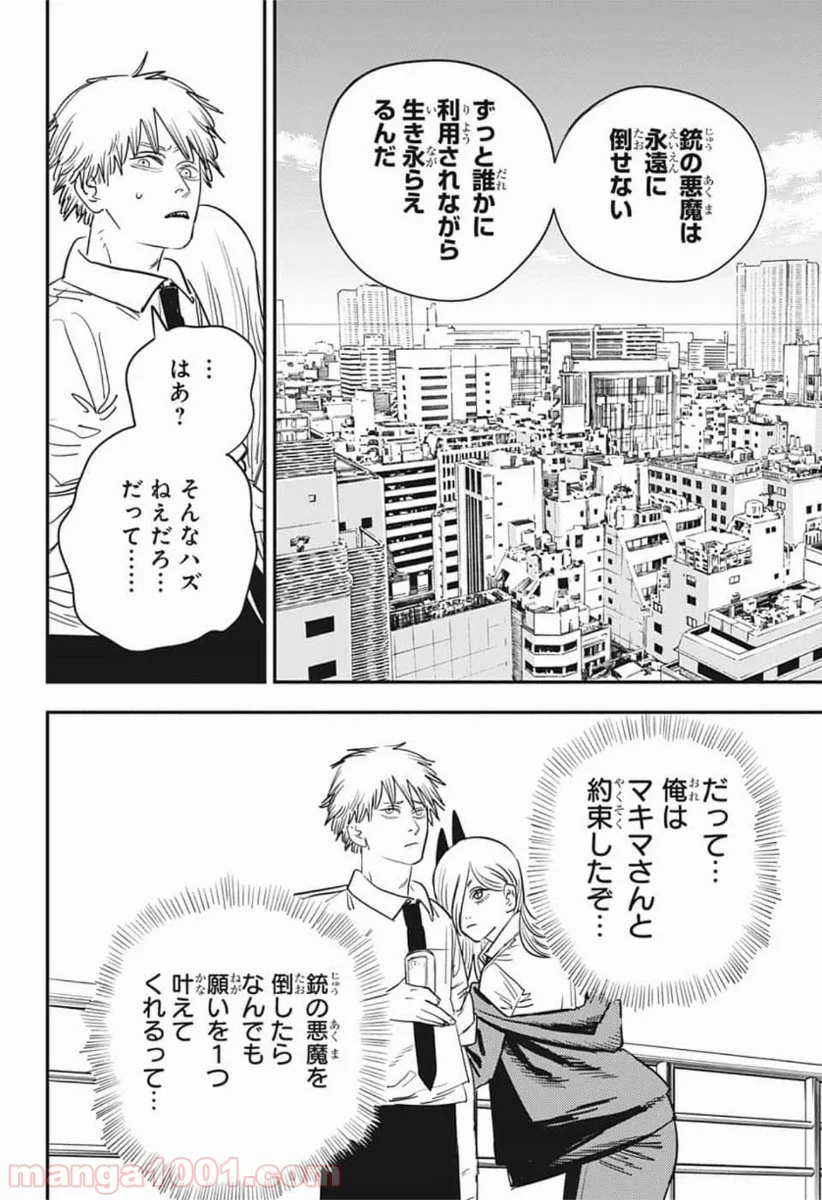 銃の悪魔は
永遠に
倒せない
ずっと誰かに
利用されながら
生き永らえ
るんだ
…
はあ?
そんなハズ
ねえだろ…
だって……
だって…
俺は
マキマさんと
約束したぞ…
銃の悪魔を
倒したら
なんでも
願いを1つ
叶えて
くれるって…
manga1001.com